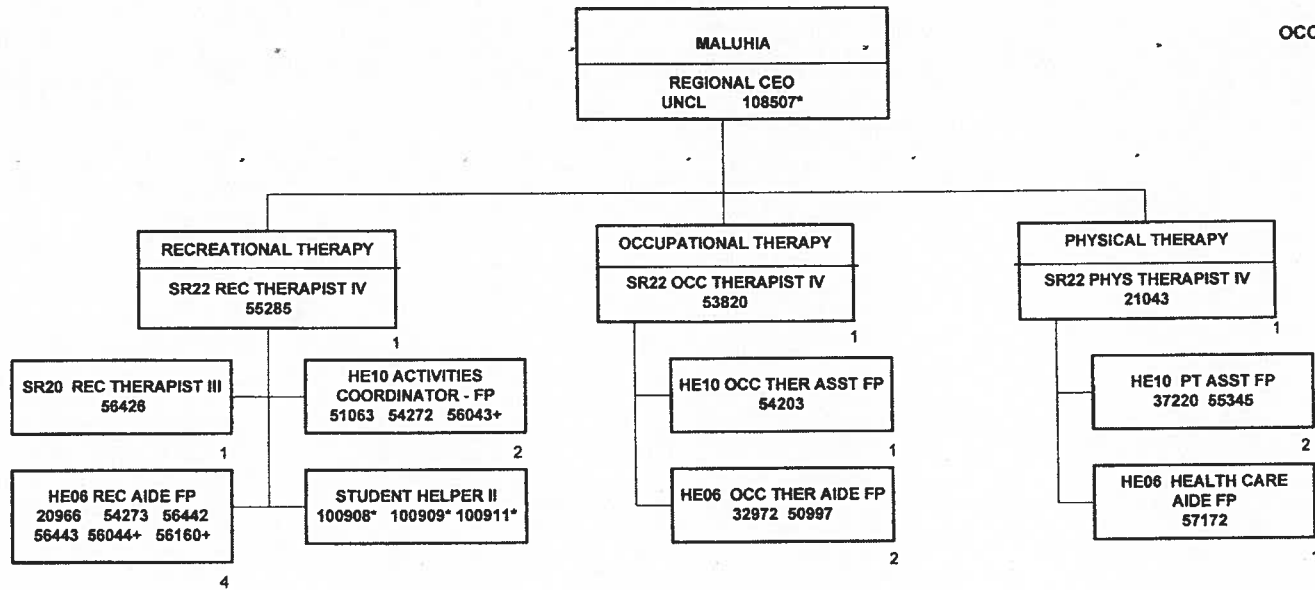 OCC
MALUHIA
REGIONAL CEO
UNCL 108507*
RECREATIONAL THERAPY
SR22 REC THERAPIST IV
55285
1
SR20 REC THERAPIST III
56426
1
HE10 ACTIVITIES
COORDINATOR - FP
51063 54272 56043+
2
HE06 REC AIDE FP
20966 54273 56442
56443 56044+ 56160+
4
STUDENT HELPER II
100908* 100909* 100911*
OCCUPATIONAL THERAPY
SR22 OCC THERAPIST IV
53820
1
HE10 OCC THER ASST FP
54203
1
HE06 OCC THER AIDE FP
32972 50997
2
PHYSICAL THERAPY
SR22 PHYS THERAPIST IV
21043
1
HE10 PT ASST FP
37220 55345
2
HE06 HEALTH CARE
AIDE FP
57172